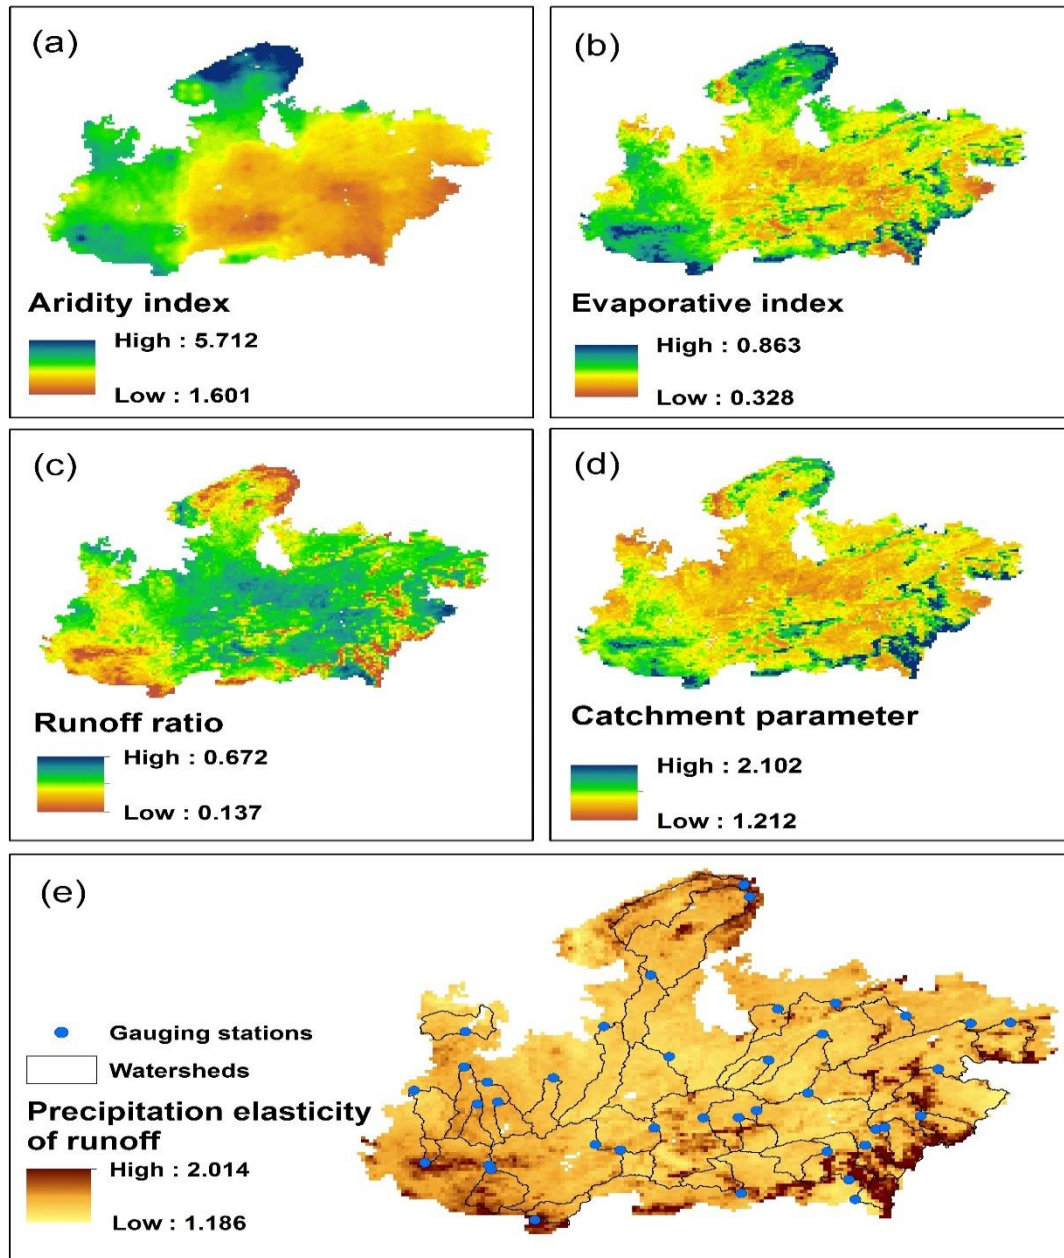 (a)
Aridity index
High : 5.712
Low : 1.601
(b)
Evaporative index
High : 0.863
Low : 0.328
(c)
Runoff ratio
High : 0.672
Low : 0.137
(d)
Catchment parameter
High : 2.102
Low : 1.212
(e)
Gauging stations
Watersheds
Precipitation elasticity
of runoff
High : 2.014
Low : 1.186